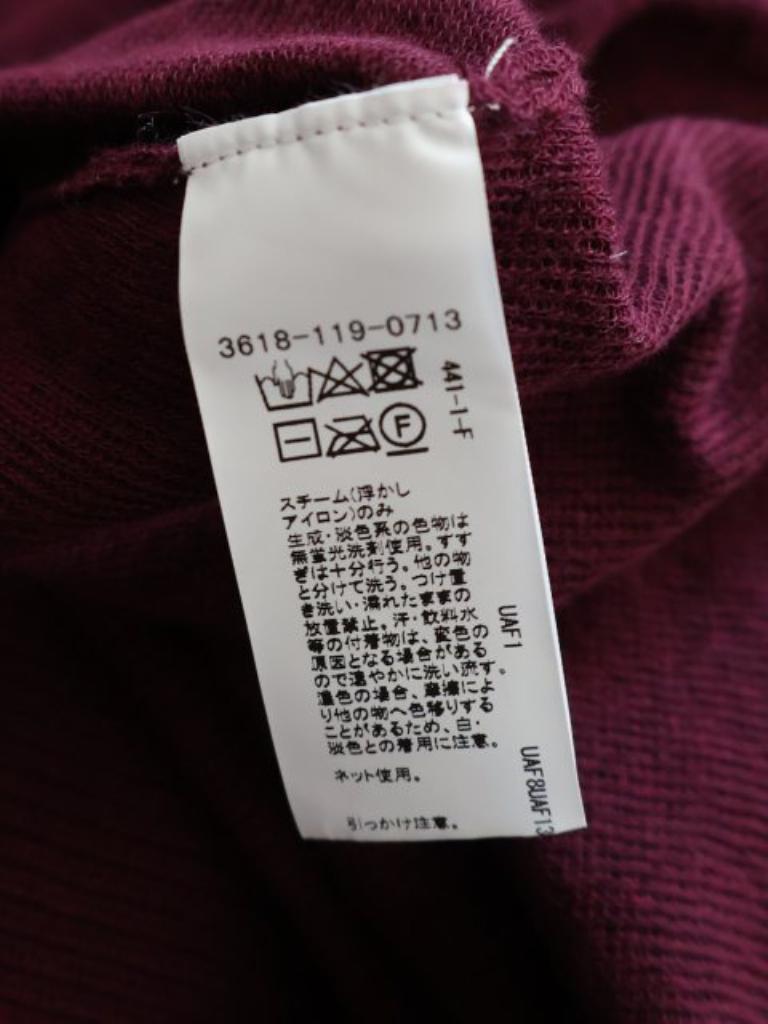 3618-119-0713
441-1-F
F
スチーム(浮かし
アイロン)のみ
生成・淡色系の色物は
無蛍光洗剤使用。すす
ぎは十分行う。他の物
と分けて洗う。つけ置
き洗い・濡れたままの
放置禁止。汗・飲料水
等の付着物は、変色の
原因となる場合がある
ので速やかに洗い流す。
濃色の場合、摩擦によ
り他の物へ色移りする
ことがあるため、白・
淡色との着用に注意。
ネット使用。
引っかけ注意。
UAF1
UAF8UAF13